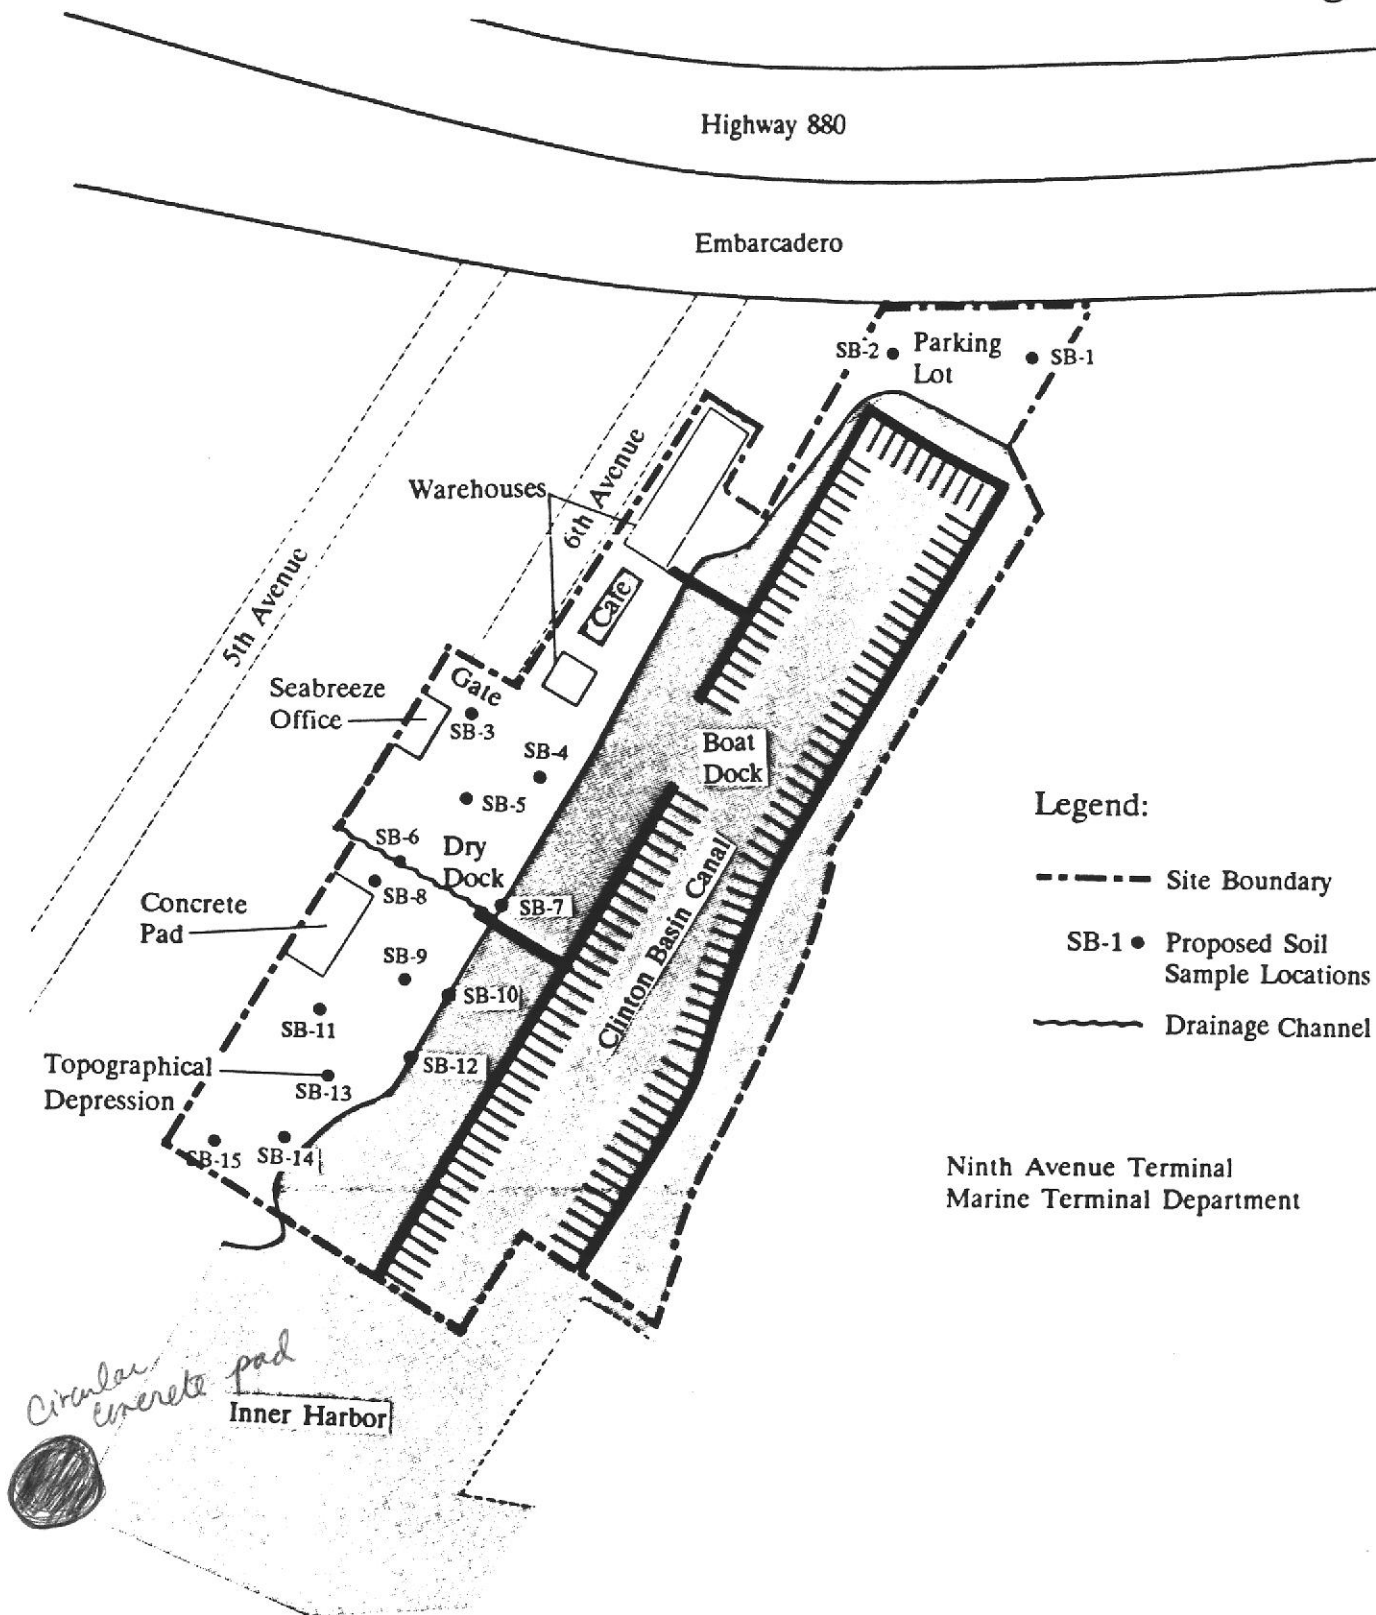 Highway 880
Embarcadero
SB-2
Parking
Lot
SB-1
Warehouses
6th Avenue
5th Avenue
Cafe
Gate
Seabreeze
Office
SB-3
SB-4
SB-5
Boat
Dock
SB-6
Dry
Dock
SB-7
SB-8
Concrete
Pad
SB-9
SB-10
Clinton Basin Canal
SB-11
SB-12
Topographical
Depression
SB-13
SB-14
SB-15
Legend:
Site Boundary
SB-1
Proposed Soil
Sample Locations
Drainage Channel
Ninth Avenue Terminal
Marine Terminal Department
Circular
concrete pad
Inner Harbor